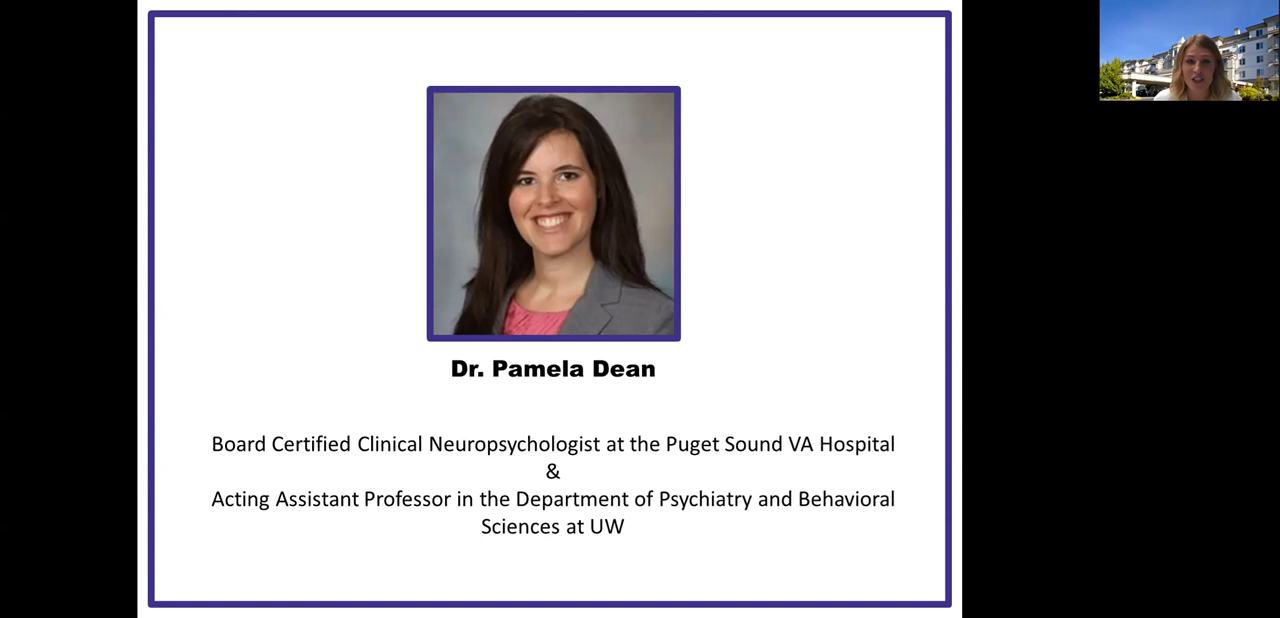 Dr. Pamela Dean
Board Certified Clinical Neuropsychologist at the Puget Sound VA Hospital
&
Acting Assistant Professor in the Department of Psychiatry and Behavioral
Sciences at UW